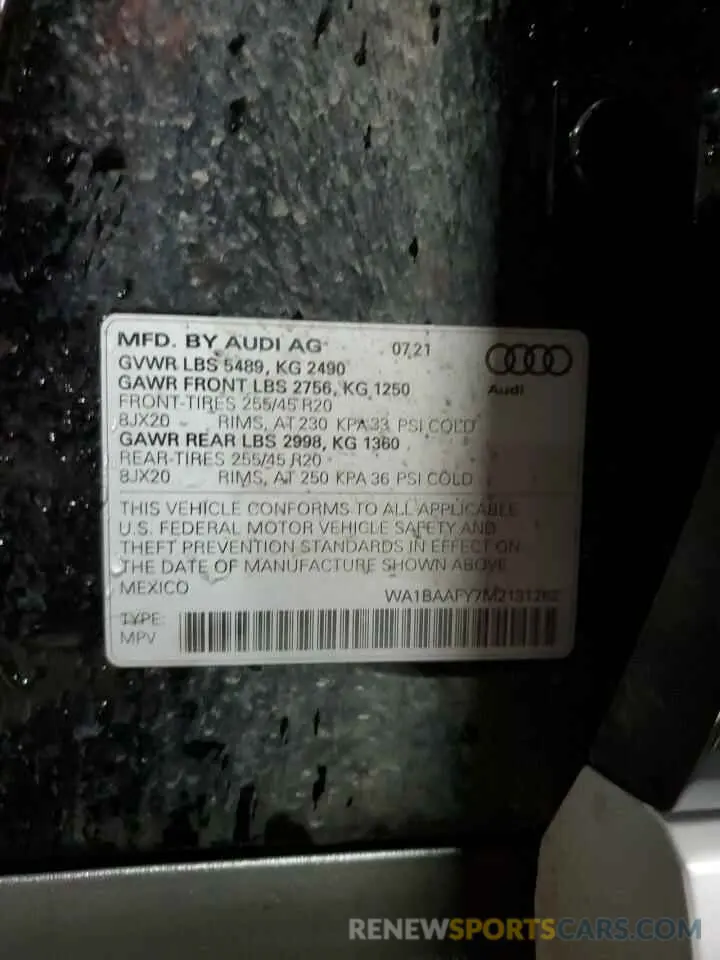 MFD. BY AUDI AG
07.21
GVWR LBS 5489, KG 2490
GAWR FRONT LBS 2756, KG 1250
Audi
FRONT-TIRES 255/45 R20
8JX20 RIMS, AT 230 KPA 33 PSI COLD
GAWR REAR LBS 2998, KG 1360
REAR-TIRES 255/45 R20
8JX20 RIMS, AT 250 KPA 36 PSI COLD
THIS VEHICLE CONFORMS TO ALL APPLICABLE
U.S. FEDERAL MOTOR VEHICLE SAFETY AND
THEFT PREVENTION STANDARDS IN EFFECT ON
THE DATE OF MANUFACTURE SHOWN ABOVE
MEXICO
TYPE:
MPV
RENEWSPORTSCARS.COM